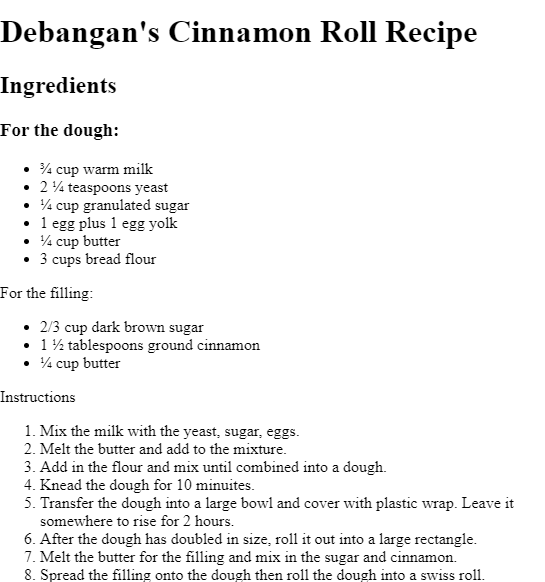 Debangan's Cinnamon Roll Recipe
Ingredients
For the dough:
• ¾ cup warm milk
• 2 ¼ teaspoons yeast
• ¼ cup granulated sugar
• 1 egg plus 1 egg yolk
• ¼ cup butter
• 3 cups bread flour
For the filling:
• 2/3 cup dark brown sugar
• 1 ½ tablespoons ground cinnamon
• ¼ cup butter
Instructions
1. Mix the milk with the yeast, sugar, eggs.
2. Melt the butter and add to the mixture.
3. Add in the flour and mix until combined into a dough.
4. Knead the dough for 10 minuites.
5. Transfer the dough into a large bowl and cover with plastic wrap. Leave it
somewhere to rise for 2 hours.
6. After the dough has doubled in size, roll it out into a large rectangle.
7. Melt the butter for the filling and mix in the sugar and cinnamon.
8. Spread the filling onto the dough then roll the dough into a swiss roll.